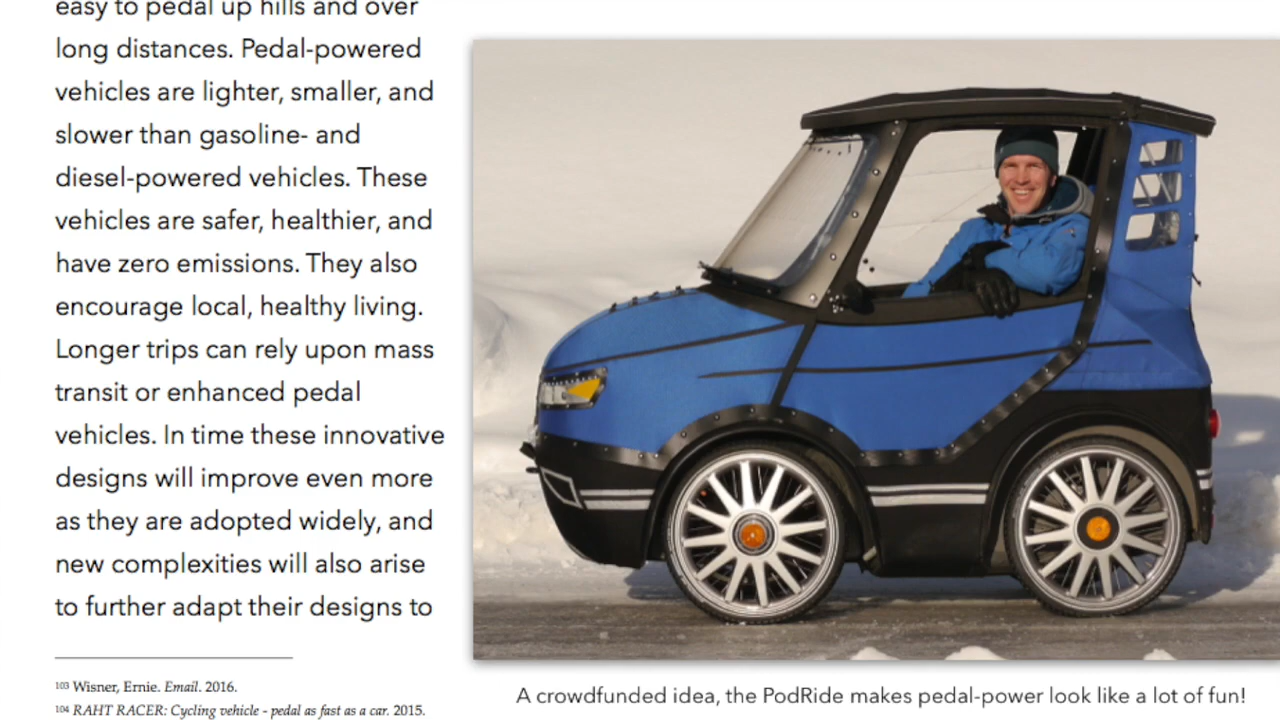 easy to pedal up hills and over
long distances. Pedal-powered
vehicles are lighter, smaller, and
slower than gasoline- and
diesel-powered vehicles. These
vehicles are safer, healthier, and
have zero emissions. They also
encourage local, healthy living.
Longer trips can rely upon mass
transit or enhanced pedal
vehicles. In time these innovative
designs will improve even more
as they are adopted widely, and
new complexities will also arise
to further adapt their designs to
103 Wisner, Ernie. Email. 2016.
104 RAHT RACER: Cycling vehicle - pedal as fast as a car. 2015.
A crowdfunded idea, the PodRide makes pedal-power look like a lot of fun!